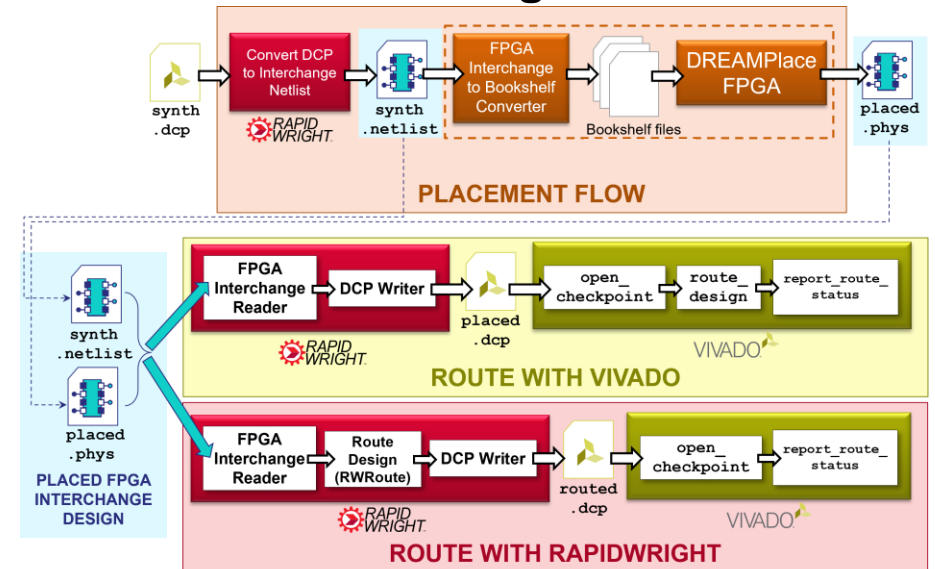 Convert DCP
to Interchange
Netlist
FPGA
Interchange
to Bookshelf
Converter
DREAMPlace
FPGA
synth
.dcp
RAPID
WRIGHT™
synth
.netlist
Bookshelf files
placed
.phys
PLACEMENT FLOW
FPGA
Interchange
Reader
DCP Writer
placed
.dcp
open_
checkpoint
route_
design
report_route_
status
RAPID
WRIGHT™
VIVADO
ROUTE WITH VIVADO
synth
.netlist
placed
.phys
PLACED FPGA
INTERCHANGE
DESIGN
FPGA
Interchange
Reader
Route
Design
(RWRoute)
DCP Writer
routed
.dcp
open_
checkpoint
report_route_
status
RAPID
WRIGHT™
VIVADO
ROUTE WITH RAPIDWRIGHT